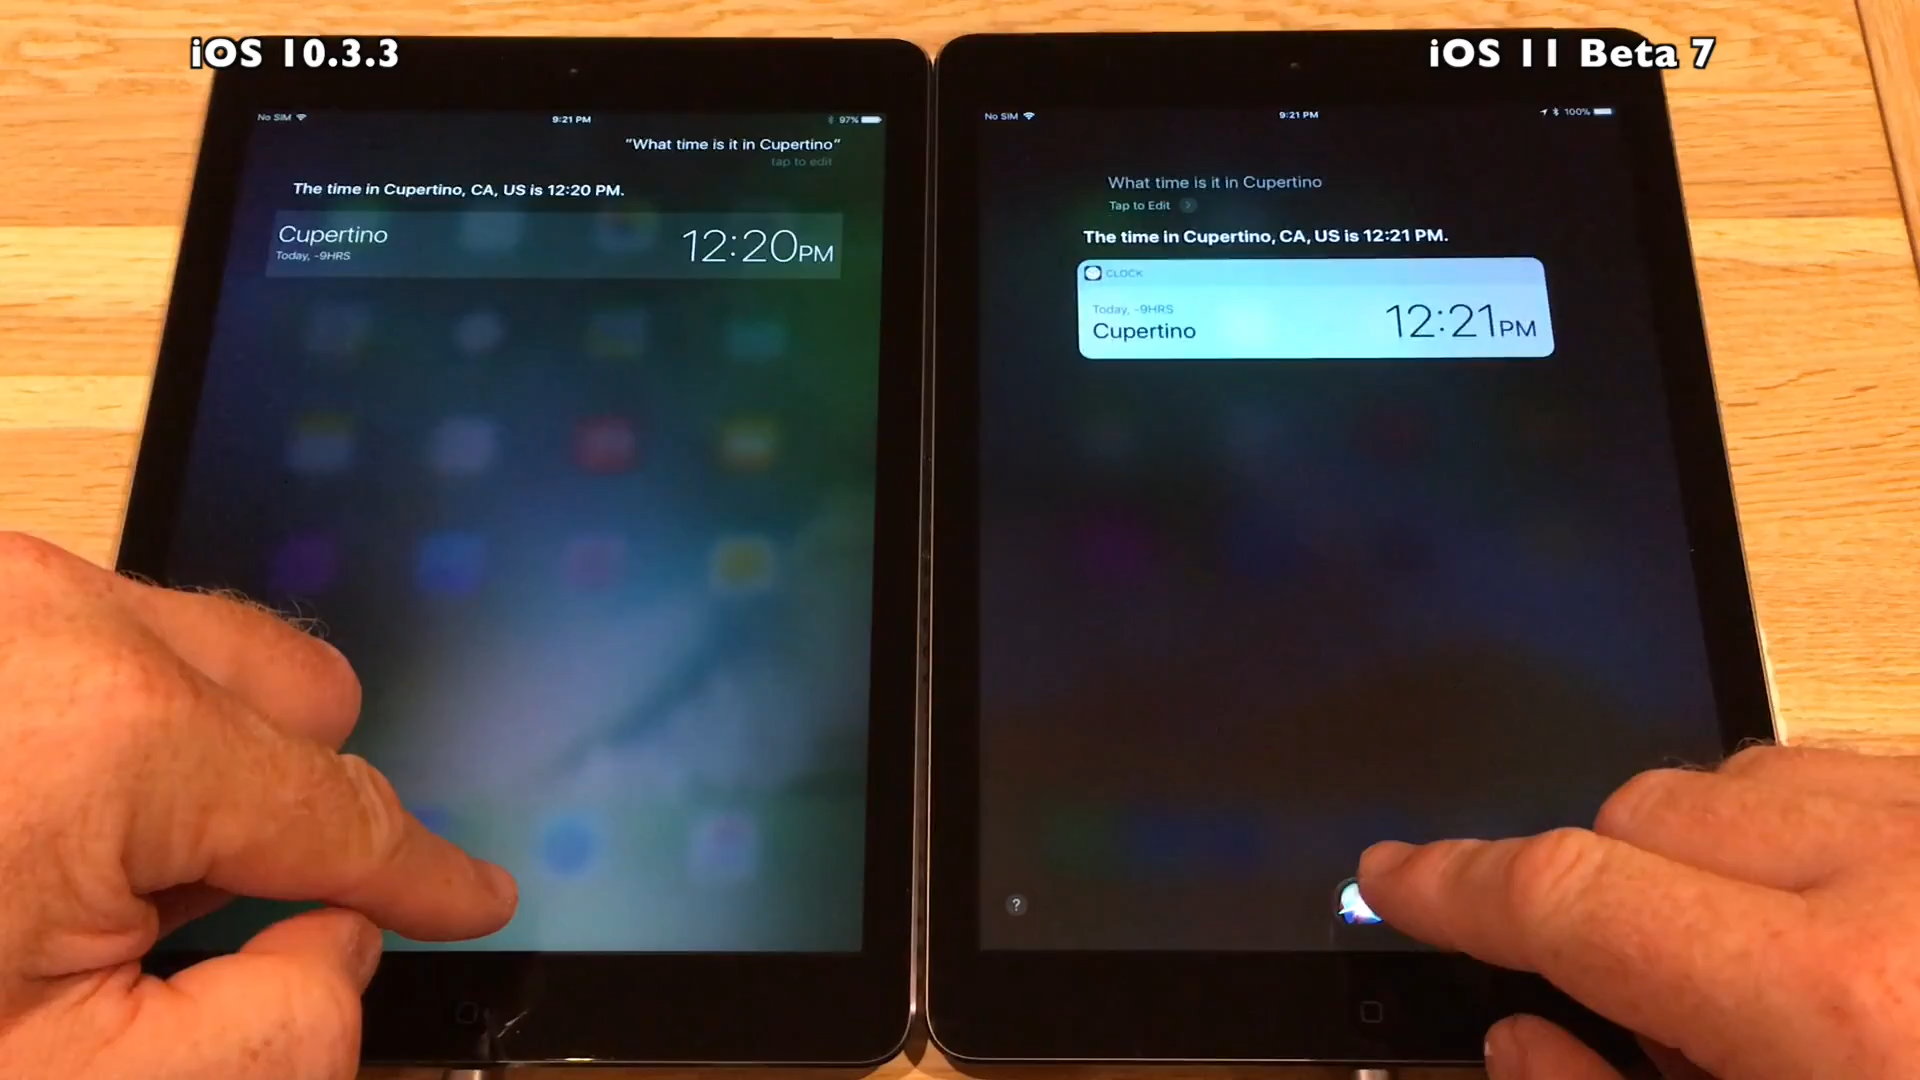 iOS 10.3.3
iOS 11 Beta 7
No SIM
9:21 PM
97%
"What time is it in Cupertino"
tap to edit
The time in Cupertino, CA, US is 12:20 PM.
Cupertino
Today, -9HRS
12:20PM
No SIM
9:21 PM
100%
What time is it in Cupertino
Tap to Edit
The time in Cupertino, CA, US is 12:21 PM.
CLOCK
Today, -9HRS
Cupertino
12:21PM
?